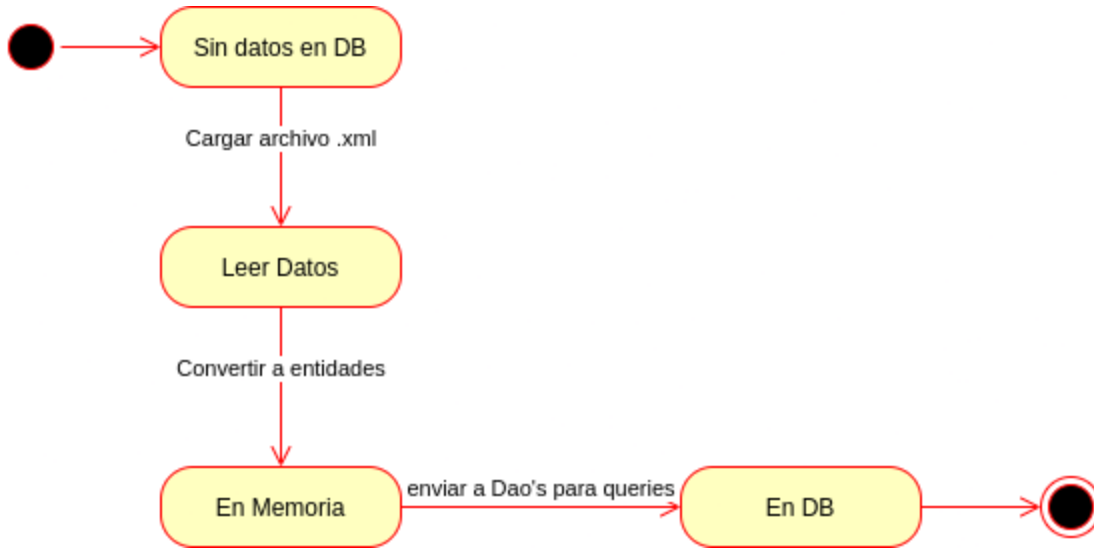 Sin datos en DB
Cargar archivo .xml
Leer Datos
Convertir a entidades
En Memoria
enviar a Dao's para queries
En DB